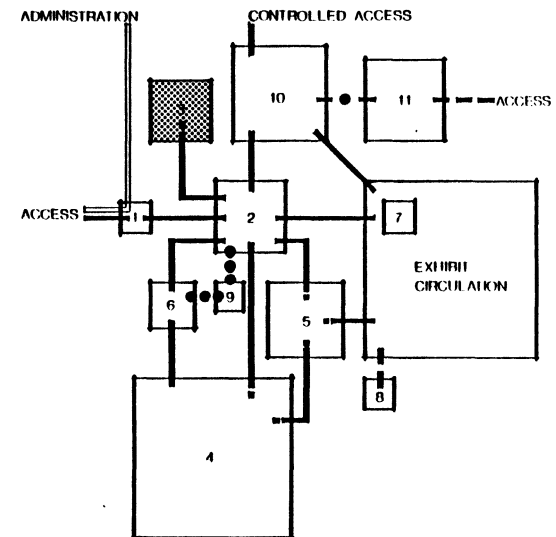 ADMINISTRATION
CONTROLLED ACCESS
10
11
ACCESS
ACCESS
1
2
7
EXHIBIT
CIRCULATION
6
9
5
8
4